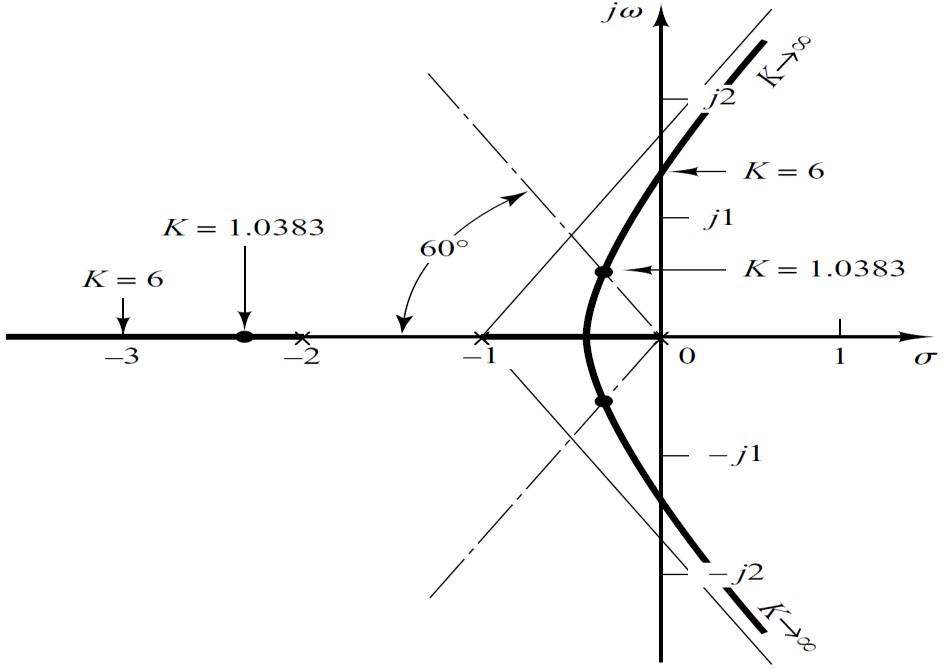 jω
K→∞
j2
K = 6
K = 1.0383
j1
60°
K = 6
K = 1.0383
−3
−2
−1
0
1
σ
−j1
−j2
K→∞